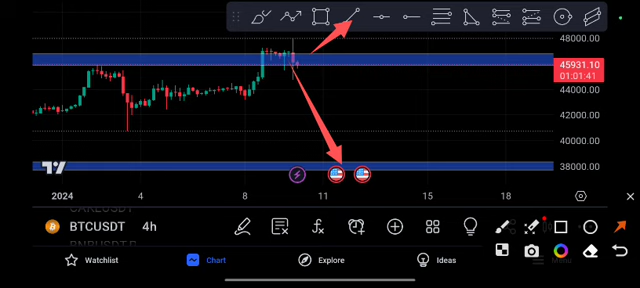 48000.00
45931.10
01:01:41
44000.00
42000.00
40000.00
38000.00
2024 4 8 11 15 18
BTCUSDT 4h
Watchlist Chart Explore Ideas